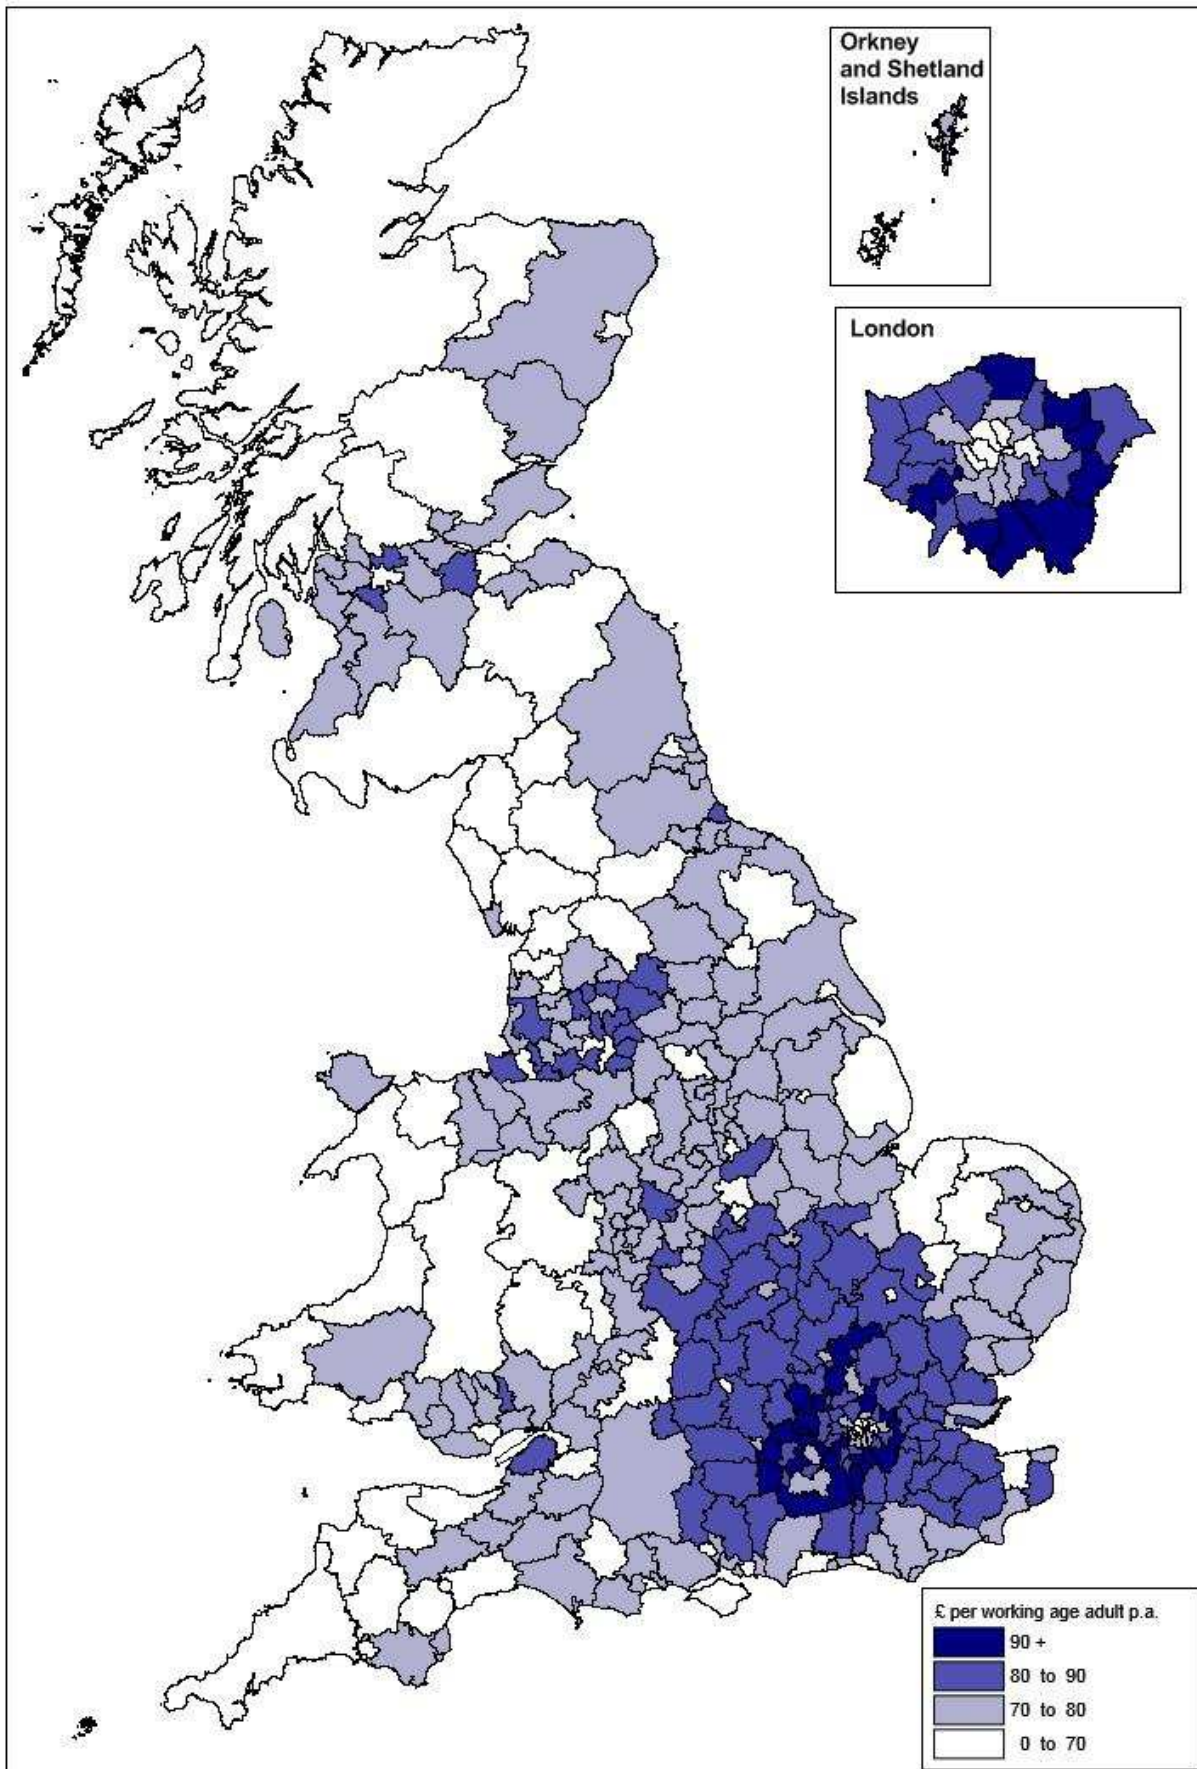 Orkney
and Shetland
Islands
London
£ per working age adult p.a.
90 +
80 to 90
70 to 80
0 to 70